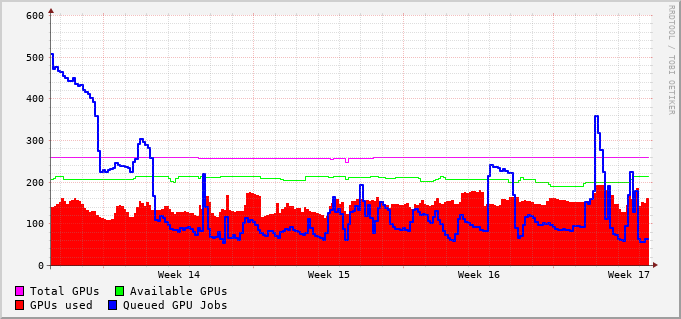 600
500
400
300
200
100
0
Week 14 Week 15 Week 16 Week 17
Total GPUs Available GPUs
GPUs used Queued GPU Jobs
RRDTOOL / TOBI OETIKER